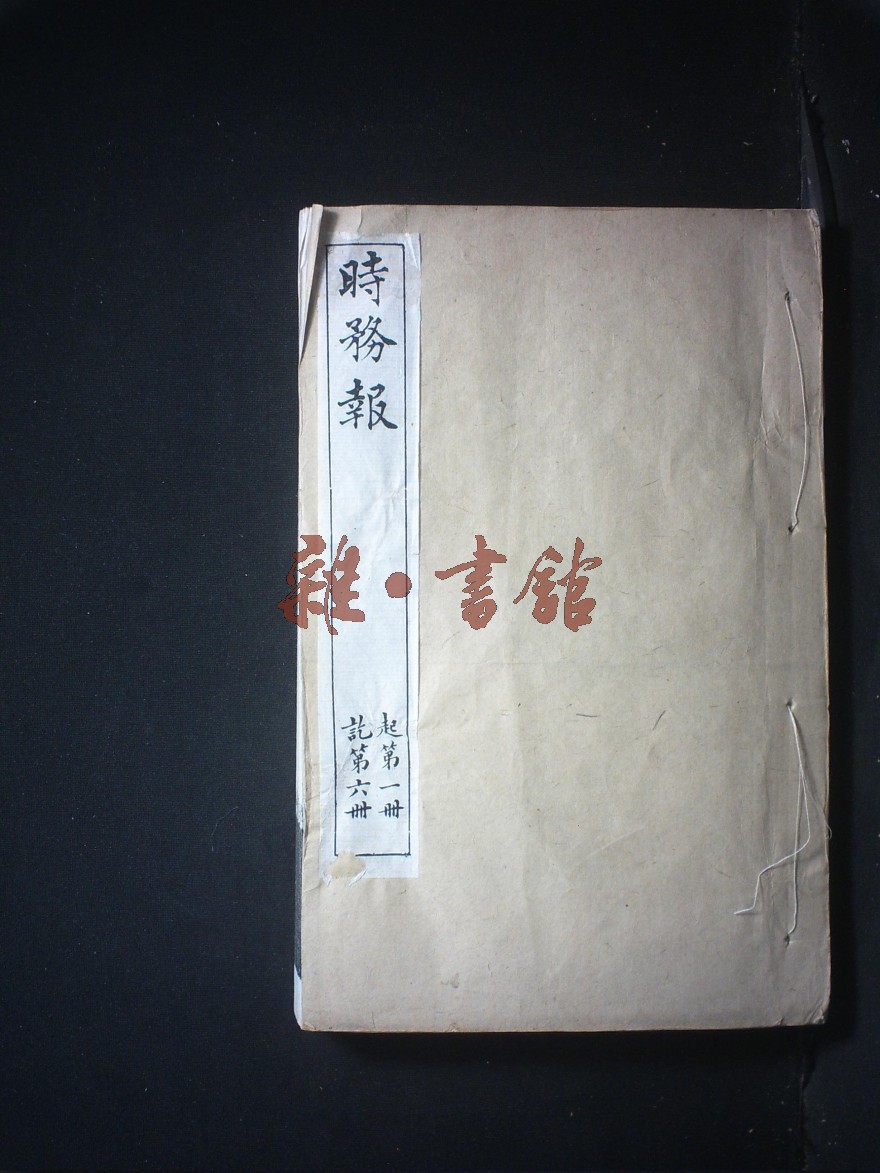 時務報
起第一冊
訖第六冊
雜·書館